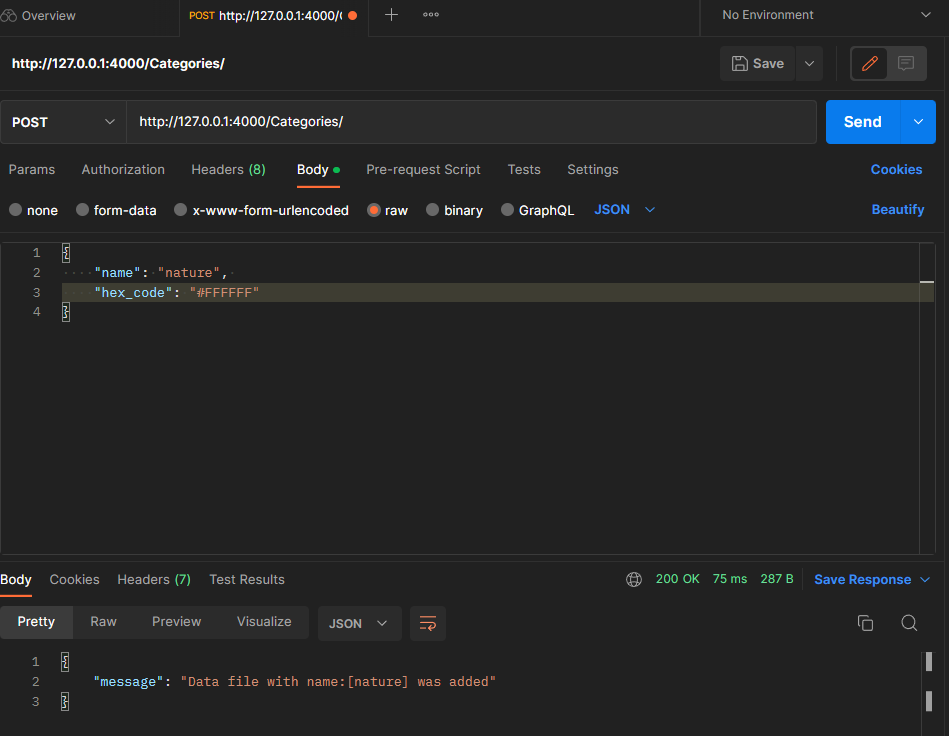 Overview
POST http://127.0.0.1:4000/(
No Environment
http://127.0.0.1:4000/Categories/
Save
POST
http://127.0.0.1:4000/Categories/
Send
Params Authorization Headers (8) Body Pre-request Script Tests Settings Cookies
none form-data x-www-form-urlencoded raw binary GraphQL JSON Beautify
1 {
2 "name": "nature",
3 "hex_code": "#FFFFFF"
4 }
Body Cookies Headers (7) Test Results 200 OK 75 ms 287 B Save Response
Pretty Raw Preview Visualize JSON
1 {
2 "message": "Data file with name:[nature] was added"
3 }